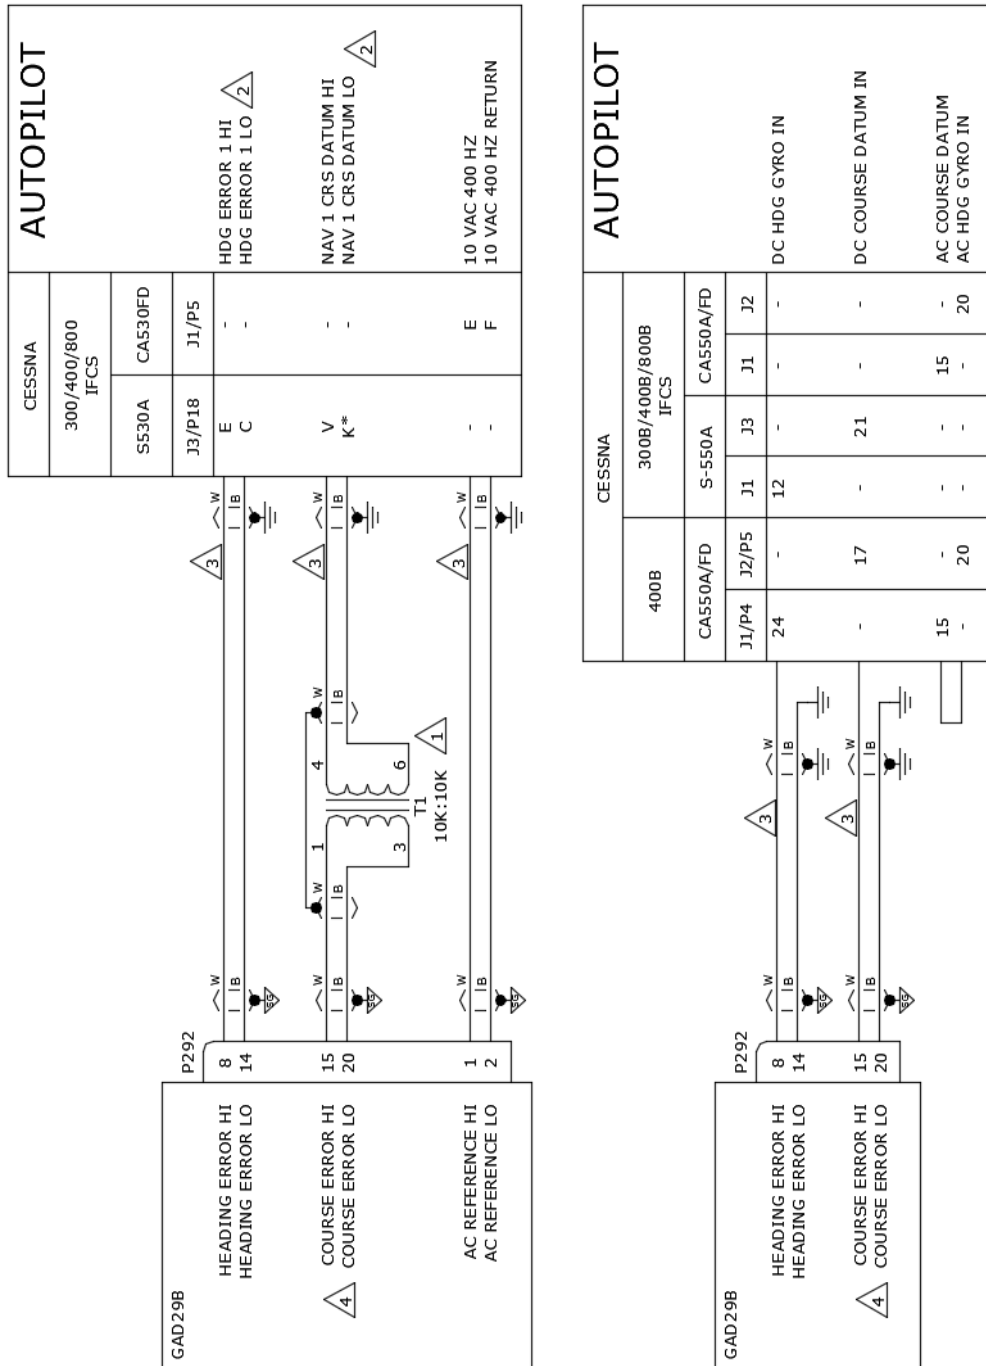 GAD29B
P292
HEADING ERROR HI 8
HEADING ERROR LO 14
4
COURSE ERROR HI 15
COURSE ERROR LO 20
AC REFERENCE HI 1
AC REFERENCE LO 2
W
B
SG
W
B
SG
W
B
SG
W
B
1
3
T1
10K:10K
4
6
1
W
B
3
W
B
3
W
B
3
W
B
CESSNA
300/400/800
IFCS
S530A CA530FD
J3/P18 J1/P5
AUTOPILOT
E - HDG ERROR 1 HI
C - HDG ERROR 1 LO
2
V - NAV 1 CRS DATUM HI
K* - NAV 1 CRS DATUM LO
2
- E 10 VAC 400 HZ
- F 10 VAC 400 HZ RETURN
GAD29B
P292
HEADING ERROR HI 8
HEADING ERROR LO 14
4
COURSE ERROR HI 15
COURSE ERROR LO 20
W
B
SG
W
B
SG
3
W
B
3
W
B
CESSNA
400B 300B/400B/800B
IFCS
CA550A/FD S-550A CA550A/FD
J1/P4 J2/P5 J1 J3 J1 J2
AUTOPILOT
24 - 12 - - - DC HDG GYRO IN
- 17 - 21 - - DC COURSE DATUM IN
15 - - - 15 - AC COURSE DATUM
- 20 - - - 20 AC HDG GYRO IN